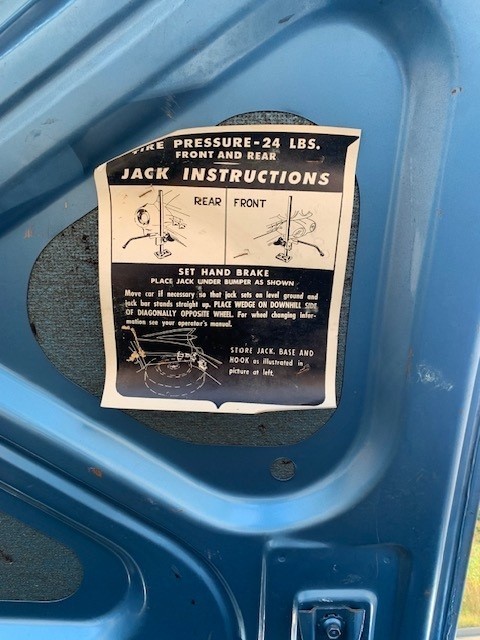 TIRE PRESSURE-24 LBS.
FRONT AND REAR
JACK INSTRUCTIONS
REAR FRONT
SET HAND BRAKE
PLACE JACK UNDER BUMPER AS SHOWN
Move car if necessary so that jack sets on level ground and
jack bar stands straight up. PLACE WEDGE ON DOWNHILL SIDE
OF DIAGONALLY OPPOSITE WHEEL. For wheel changing infor-
mation see your operator's manual.
STORE JACK, BASE AND
HOOK as illustrated in
picture at left.